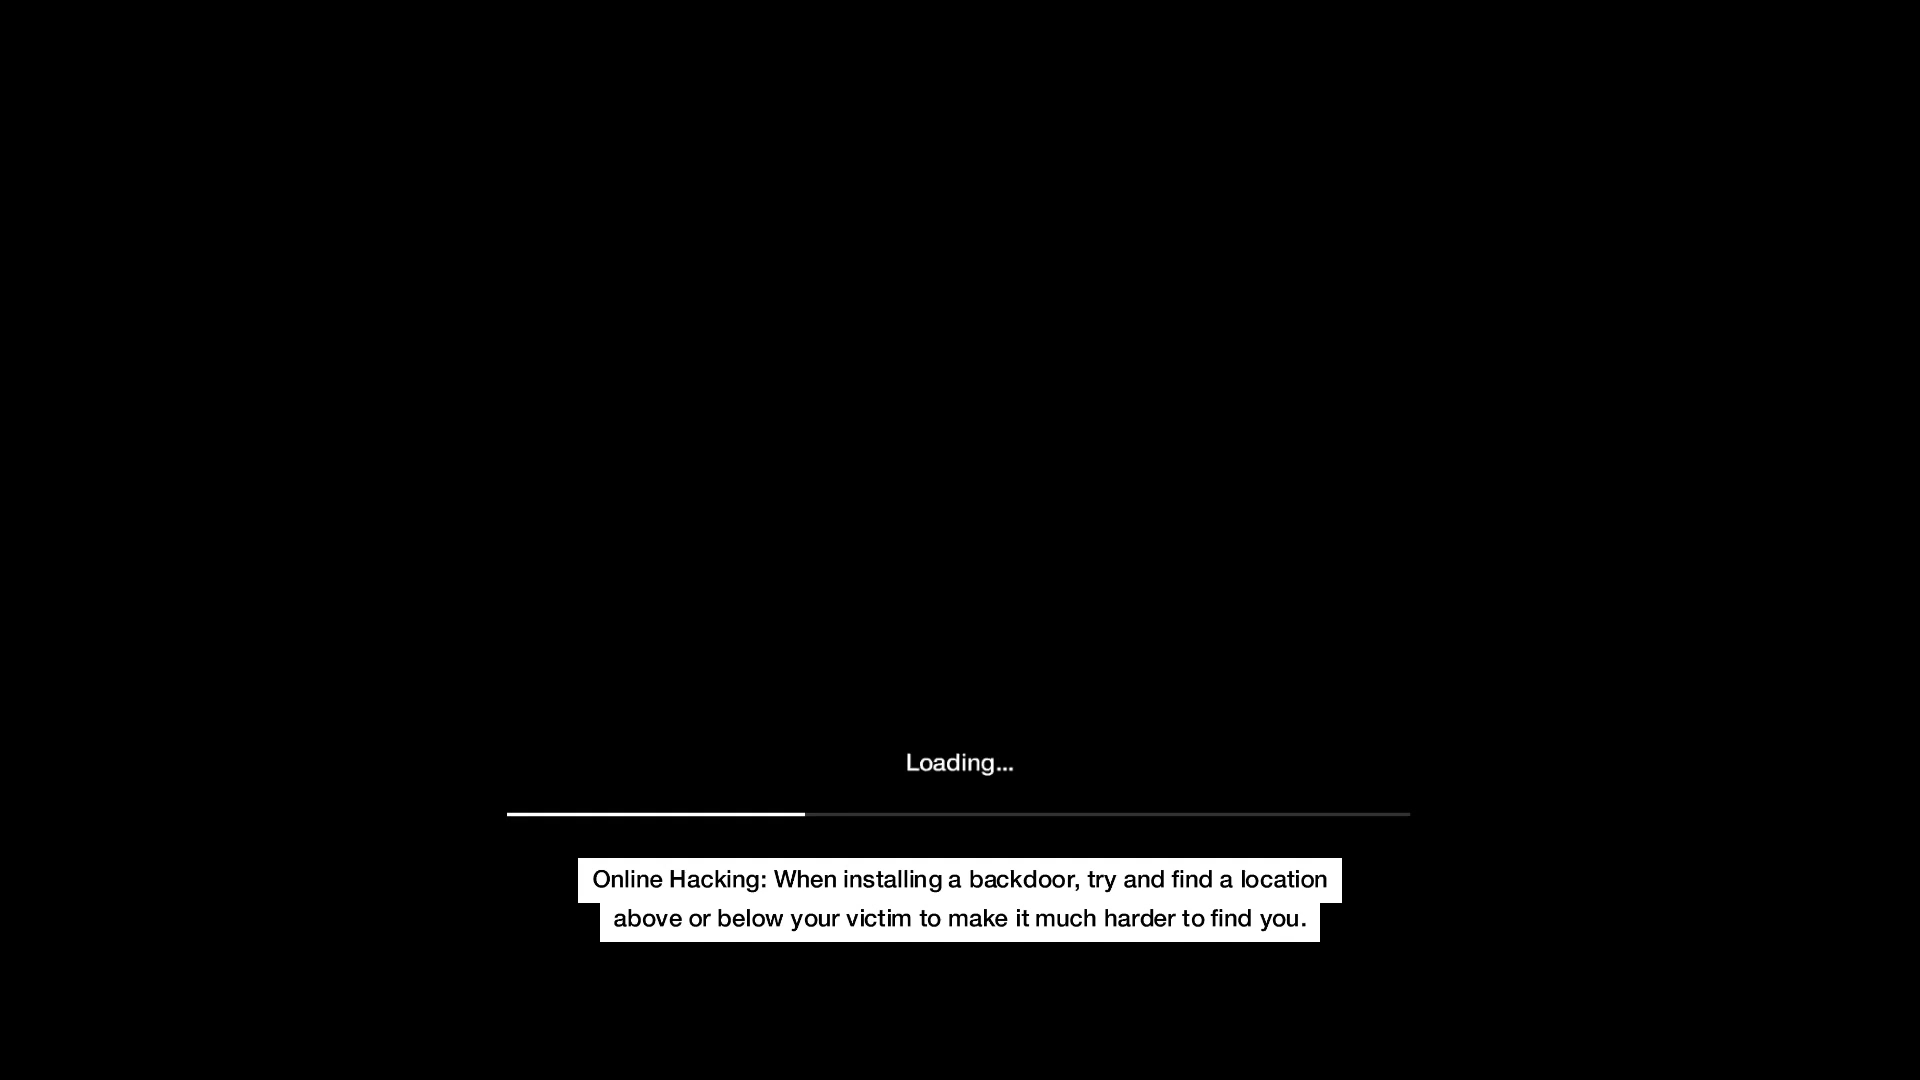 Loading...
Online Hacking: When installing a backdoor, try and find a location
above or below your victim to make it much harder to find you.